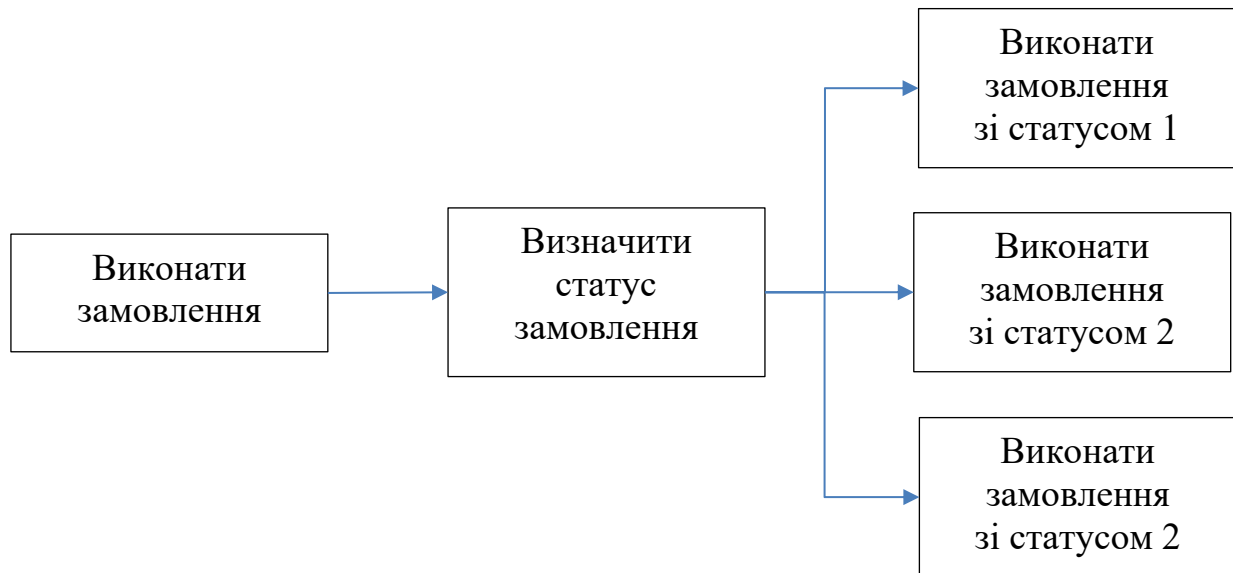 Виконати
замовлення
Визначити
статус
замовлення
Виконати
замовлення
зі статусом 1
Виконати
замовлення
зі статусом 2
Виконати
замовлення
зі статусом 2